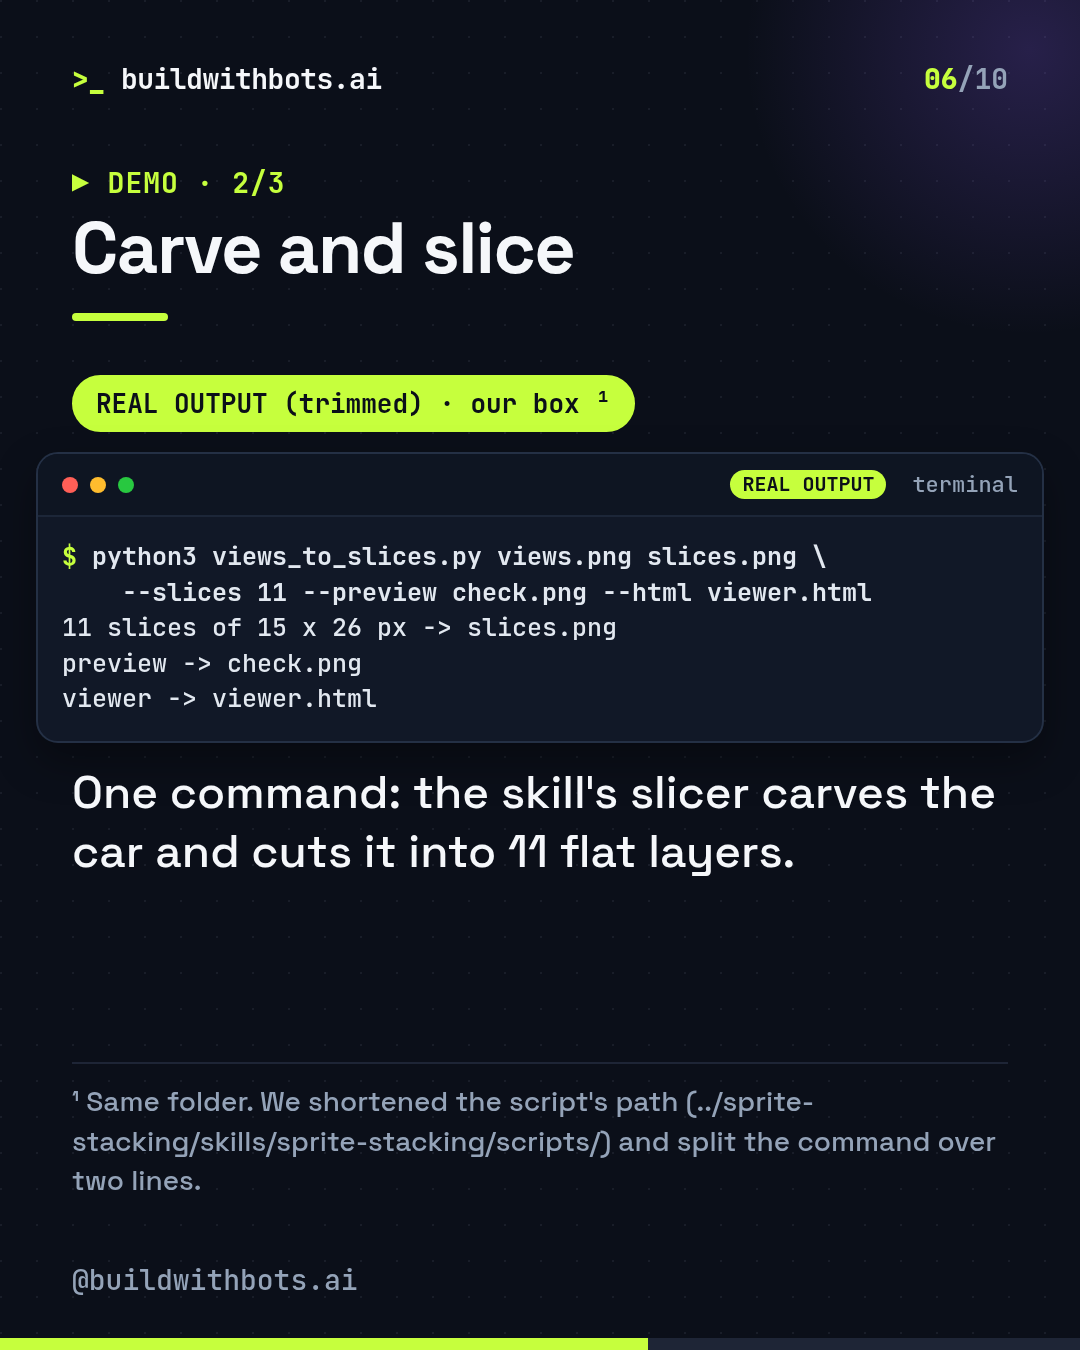 >_ buildwithbots.ai
06/10
▶ DEMO · 2/3
Carve and slice
REAL OUTPUT (trimmed) · our box ¹
REAL OUTPUT terminal
$ python3 views_to_slices.py views.png slices.png \
    --slices 11 --preview check.png --html viewer.html
11 slices of 15 x 26 px -> slices.png
preview -> check.png
viewer -> viewer.html
One command: the skill's slicer carves the
car and cuts it into 11 flat layers.
¹ Same folder. We shortened the script's path (../sprite-
stacking/skills/sprite-stacking/scripts/) and split the command over
two lines.
@buildwithbots.ai